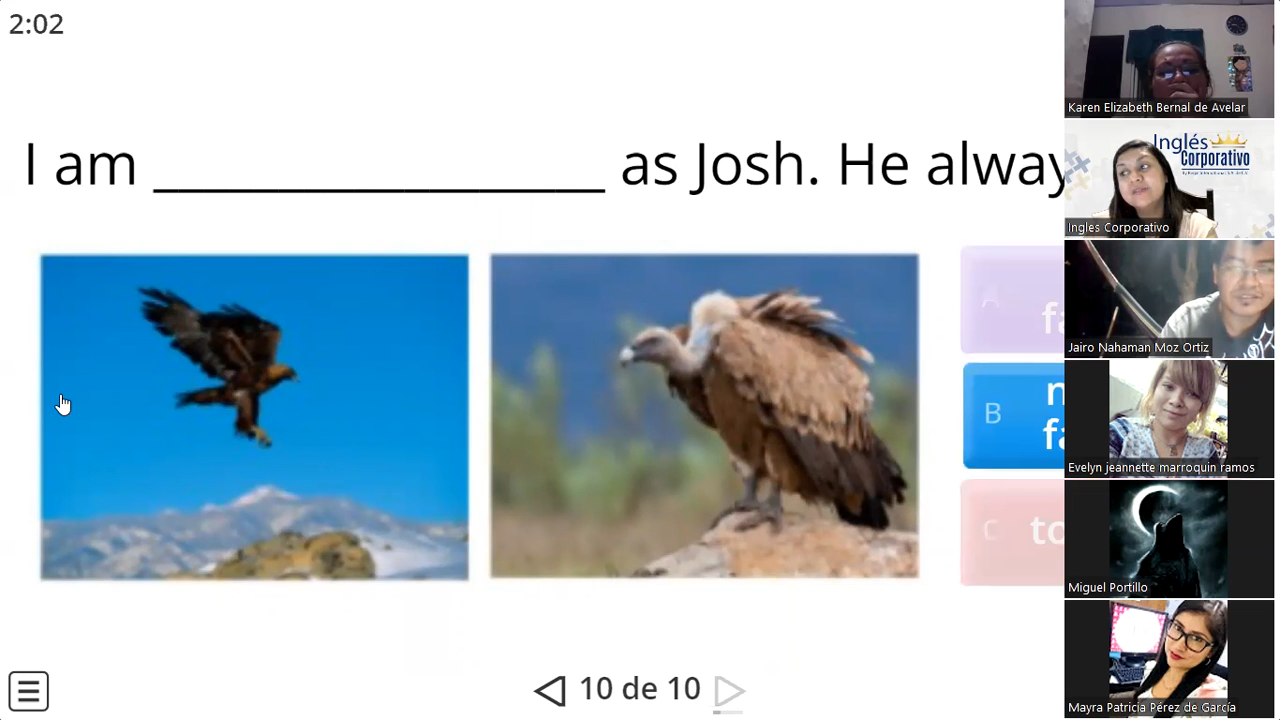 2:02
I am ________________ as Josh. He alway
A
B
C
10 de 10
Karen Elizabeth Bernal de Avelar
Inglés
Corporativo
Ingles Corporativo
Jairo Nahaman Moz Ortiz
Evelyn jeannette marroquin ramos
Miguel Portillo
Mayra Patricia Pérez de García